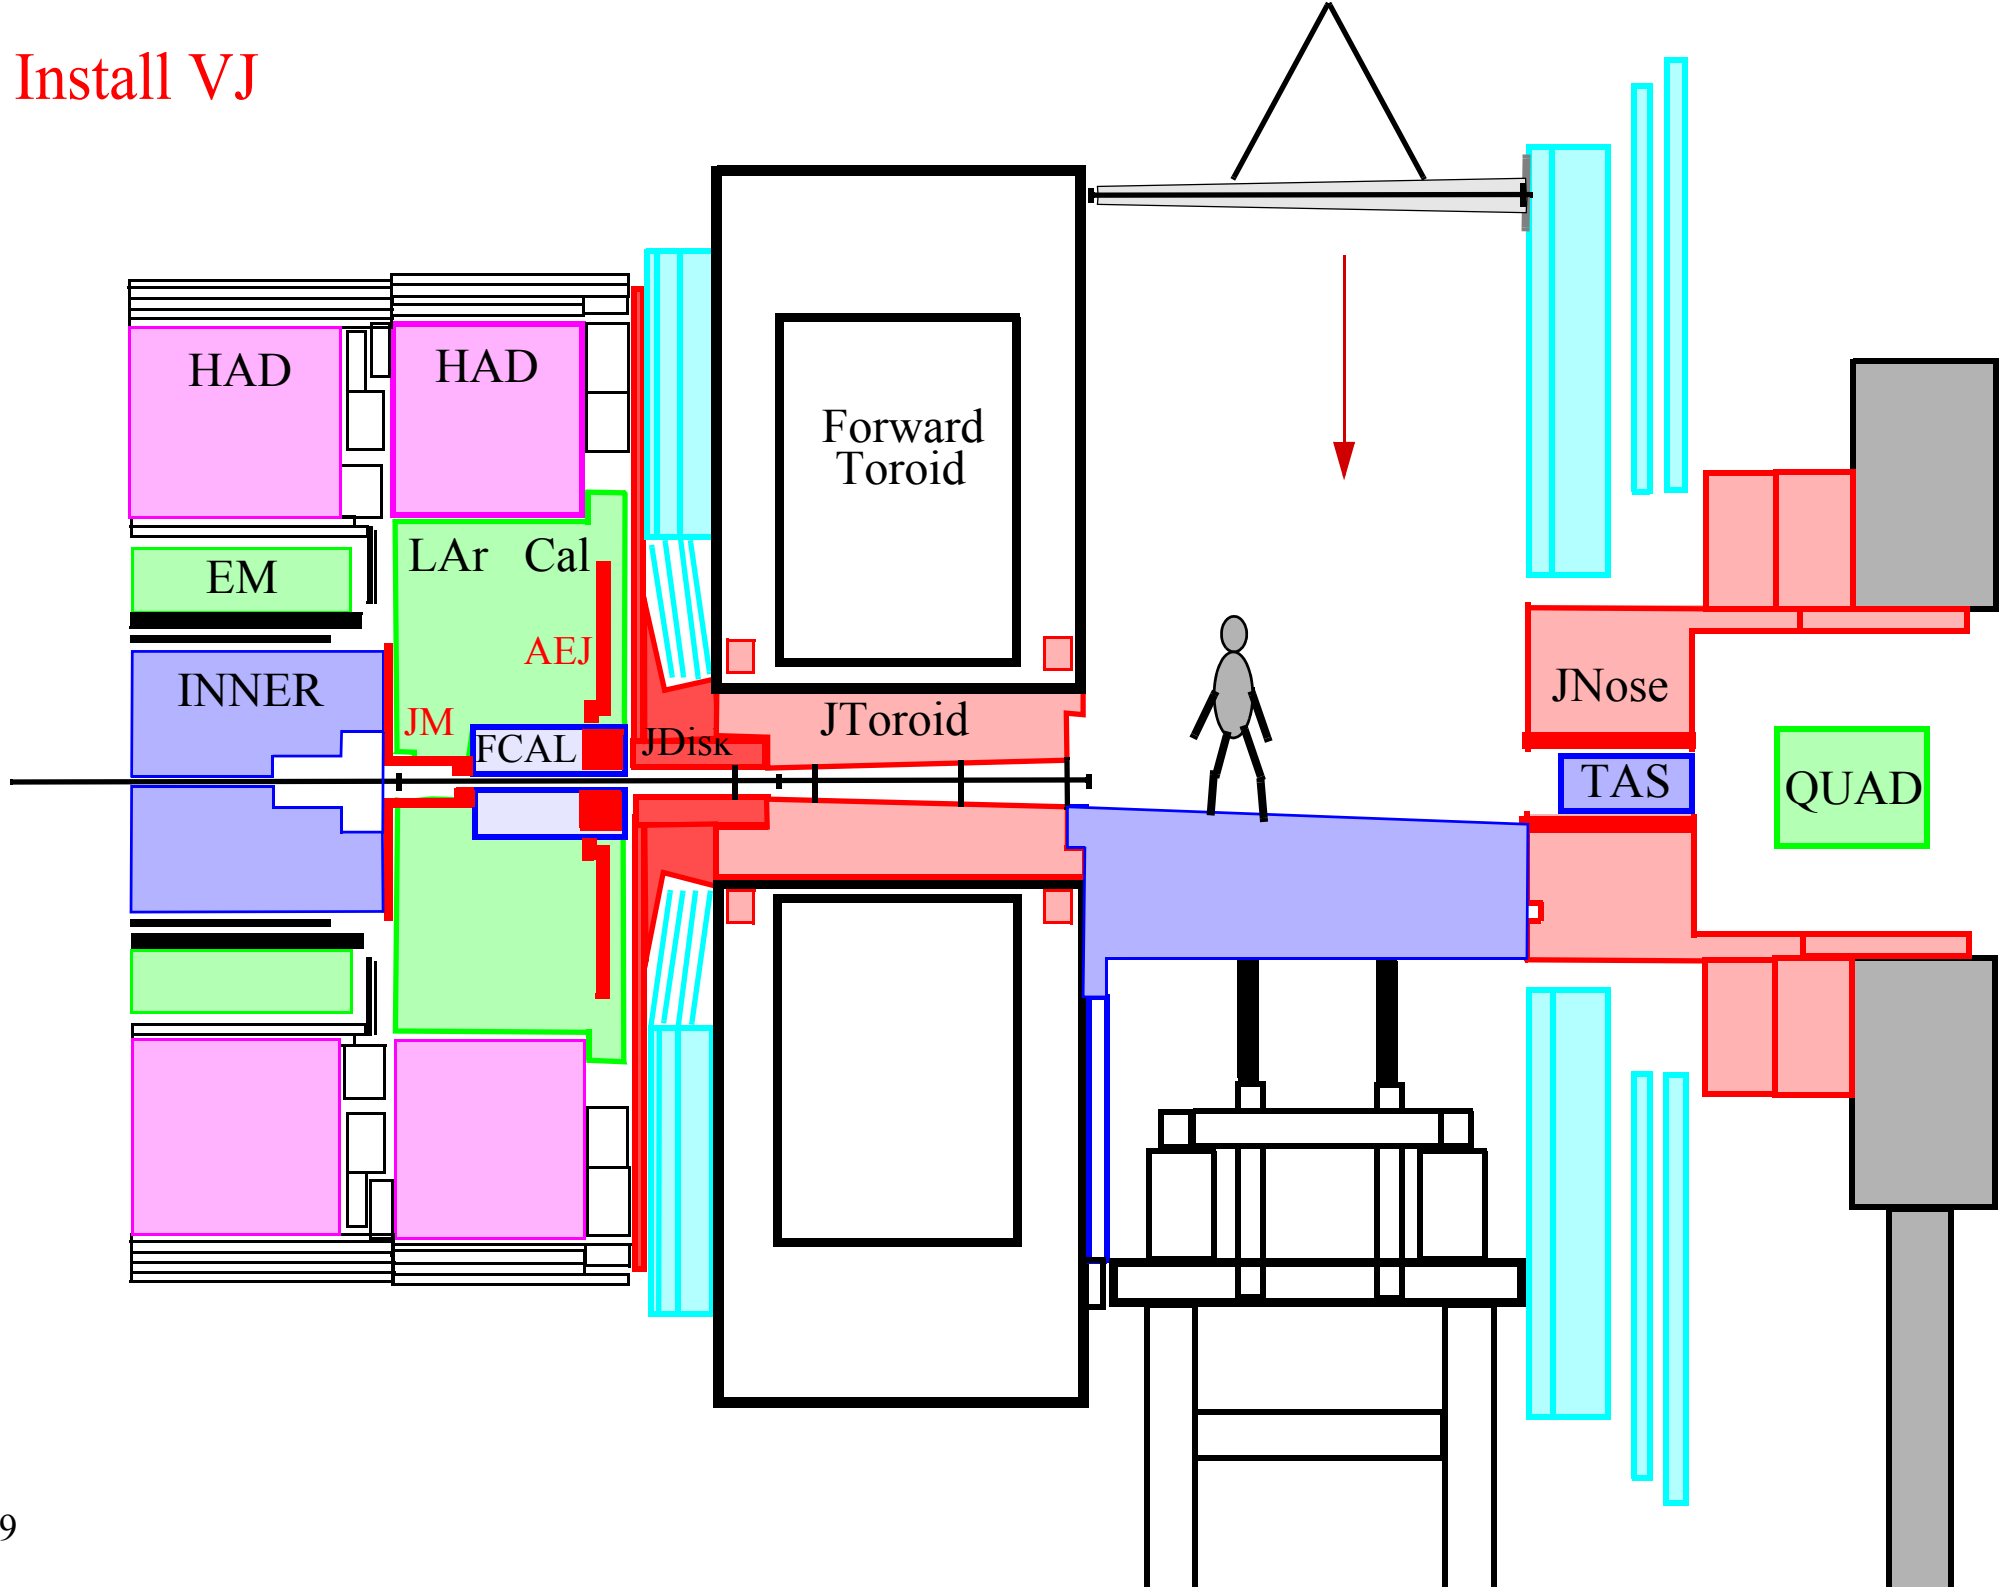 Install VJ
HAD
HAD
Forward
Toroid
LAr Cal
EM
AEJ
INNER
JM
JNose
JToroid
FCAL
JDisk
TAS
QUAD
9